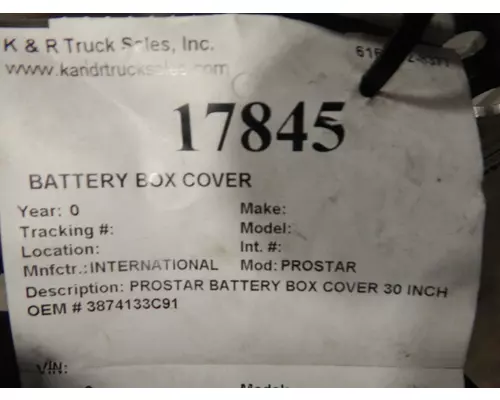 K & R Truck Sales, Inc.
www.kandrtrucksales.com
17845
BATTERY BOX COVER
Year: 0 Make:
Tracking #: Model:
Location: Int. #:
Mnfctr.: INTERNATIONAL Mod: PROSTAR
Description: PROSTAR BATTERY BOX COVER 30 INCH
OEM # 3874133C91
VIN: